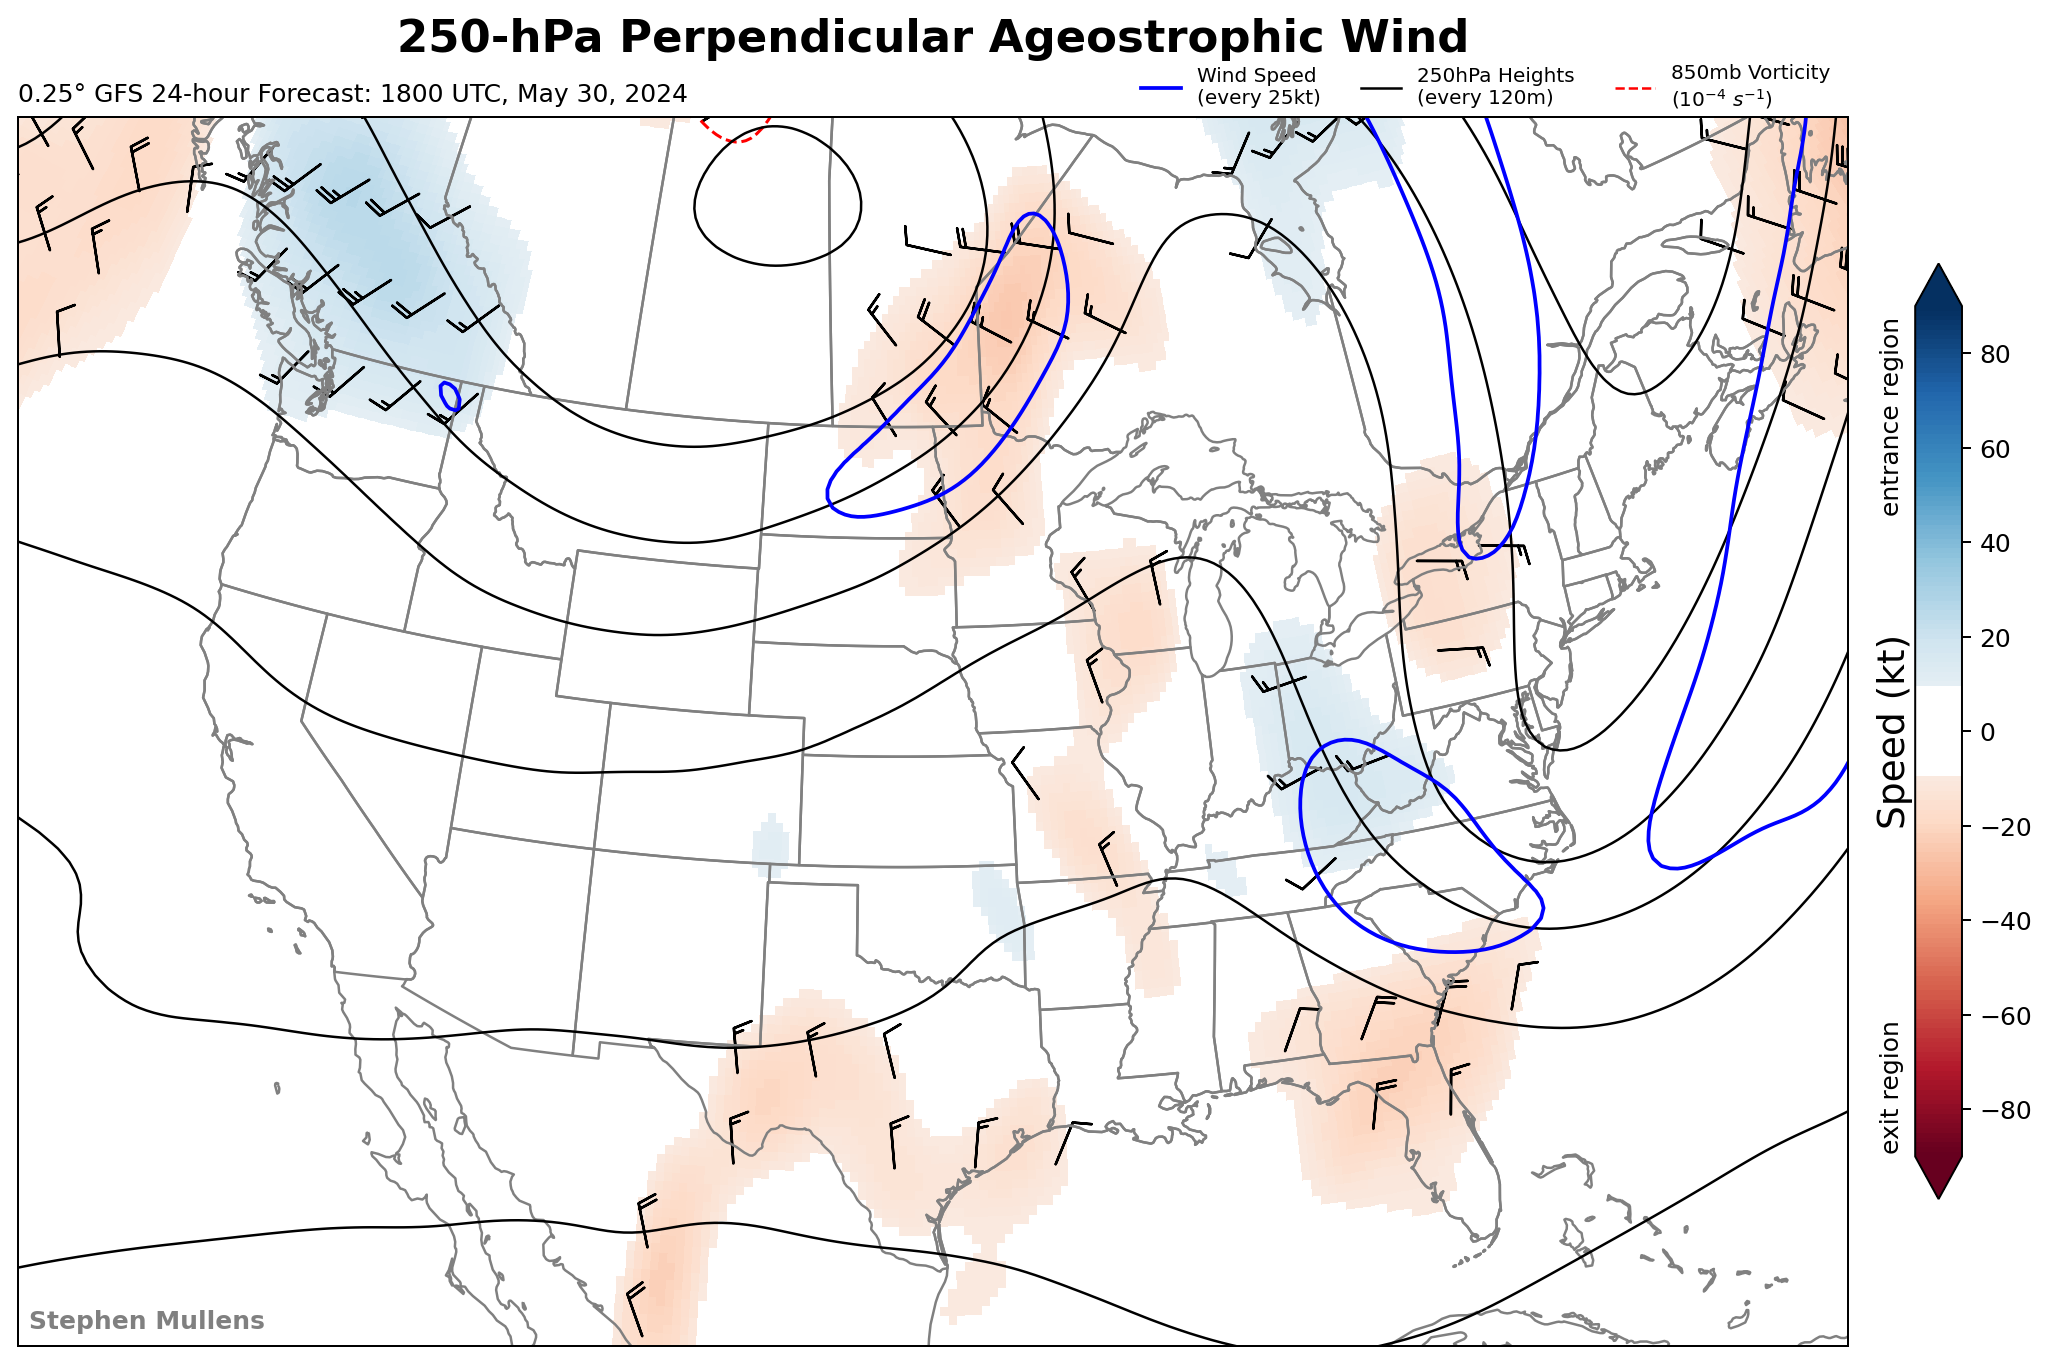 250-hPa Perpendicular Ageostrophic Wind
0.25° GFS 24-hour Forecast: 1800 UTC, May 30, 2024
Wind Speed
(every 25kt)
250hPa Heights
(every 120m)
850mb Vorticity
(10⁻⁴ s⁻¹)
entrance region
Speed (kt)
exit region
80
60
40
20
0
−20
−40
−60
−80
Stephen Mullens